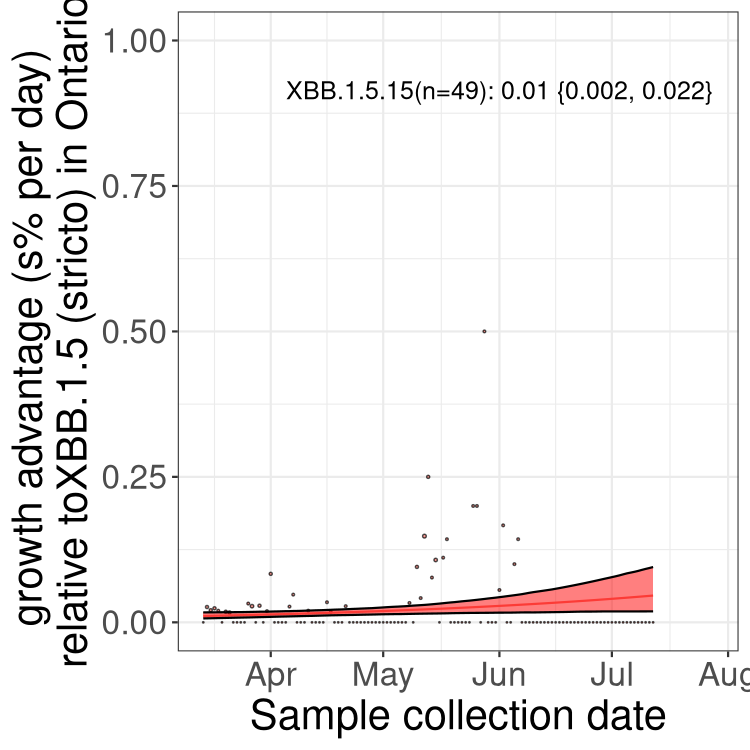 growth advantage (s% per day)
relative toXBB.1.5 (stricto) in Ontario
1.00
0.75
0.50
0.25
0.00
XBB.1.5.15(n=49): 0.01 {0.002, 0.022}
Apr May Jun Jul Aug
Sample collection date